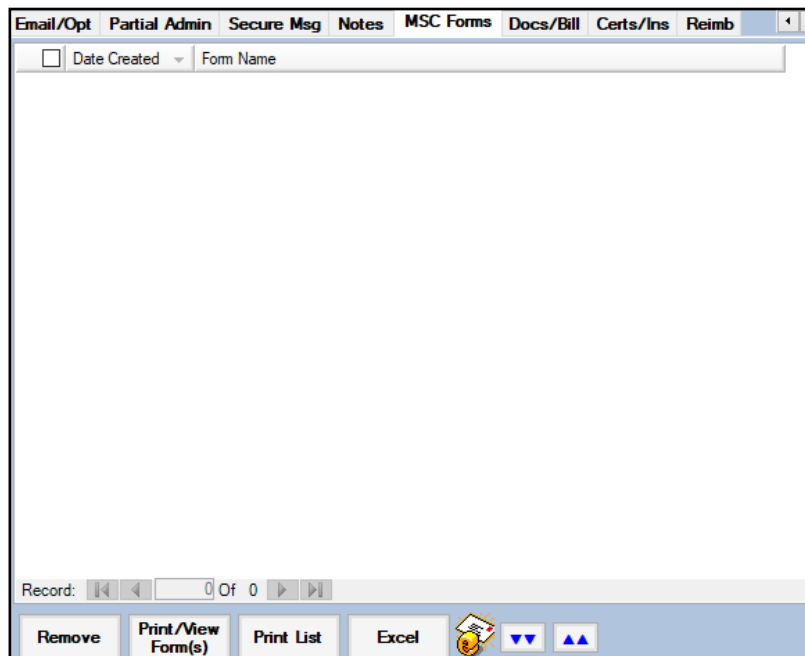 Email/Opt Partial Admin Secure Msg Notes MSC Forms Docs/Bill Certs/Ins Reimb
Date Created Form Name
Record: 0 Of 0
Remove Print/View Form(s) Print List Excel